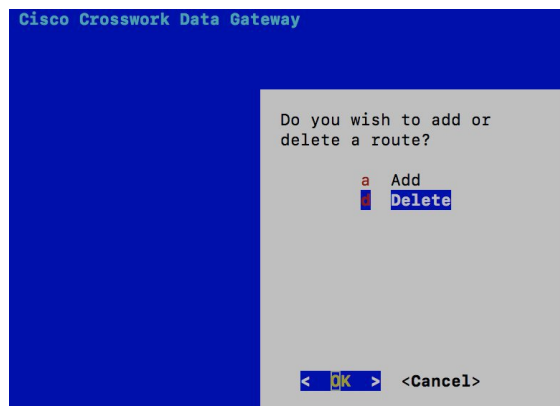 Cisco Crosswork Data Gateway
Do you wish to add or
delete a route?
a Add
d Delete
< OK > <Cancel>